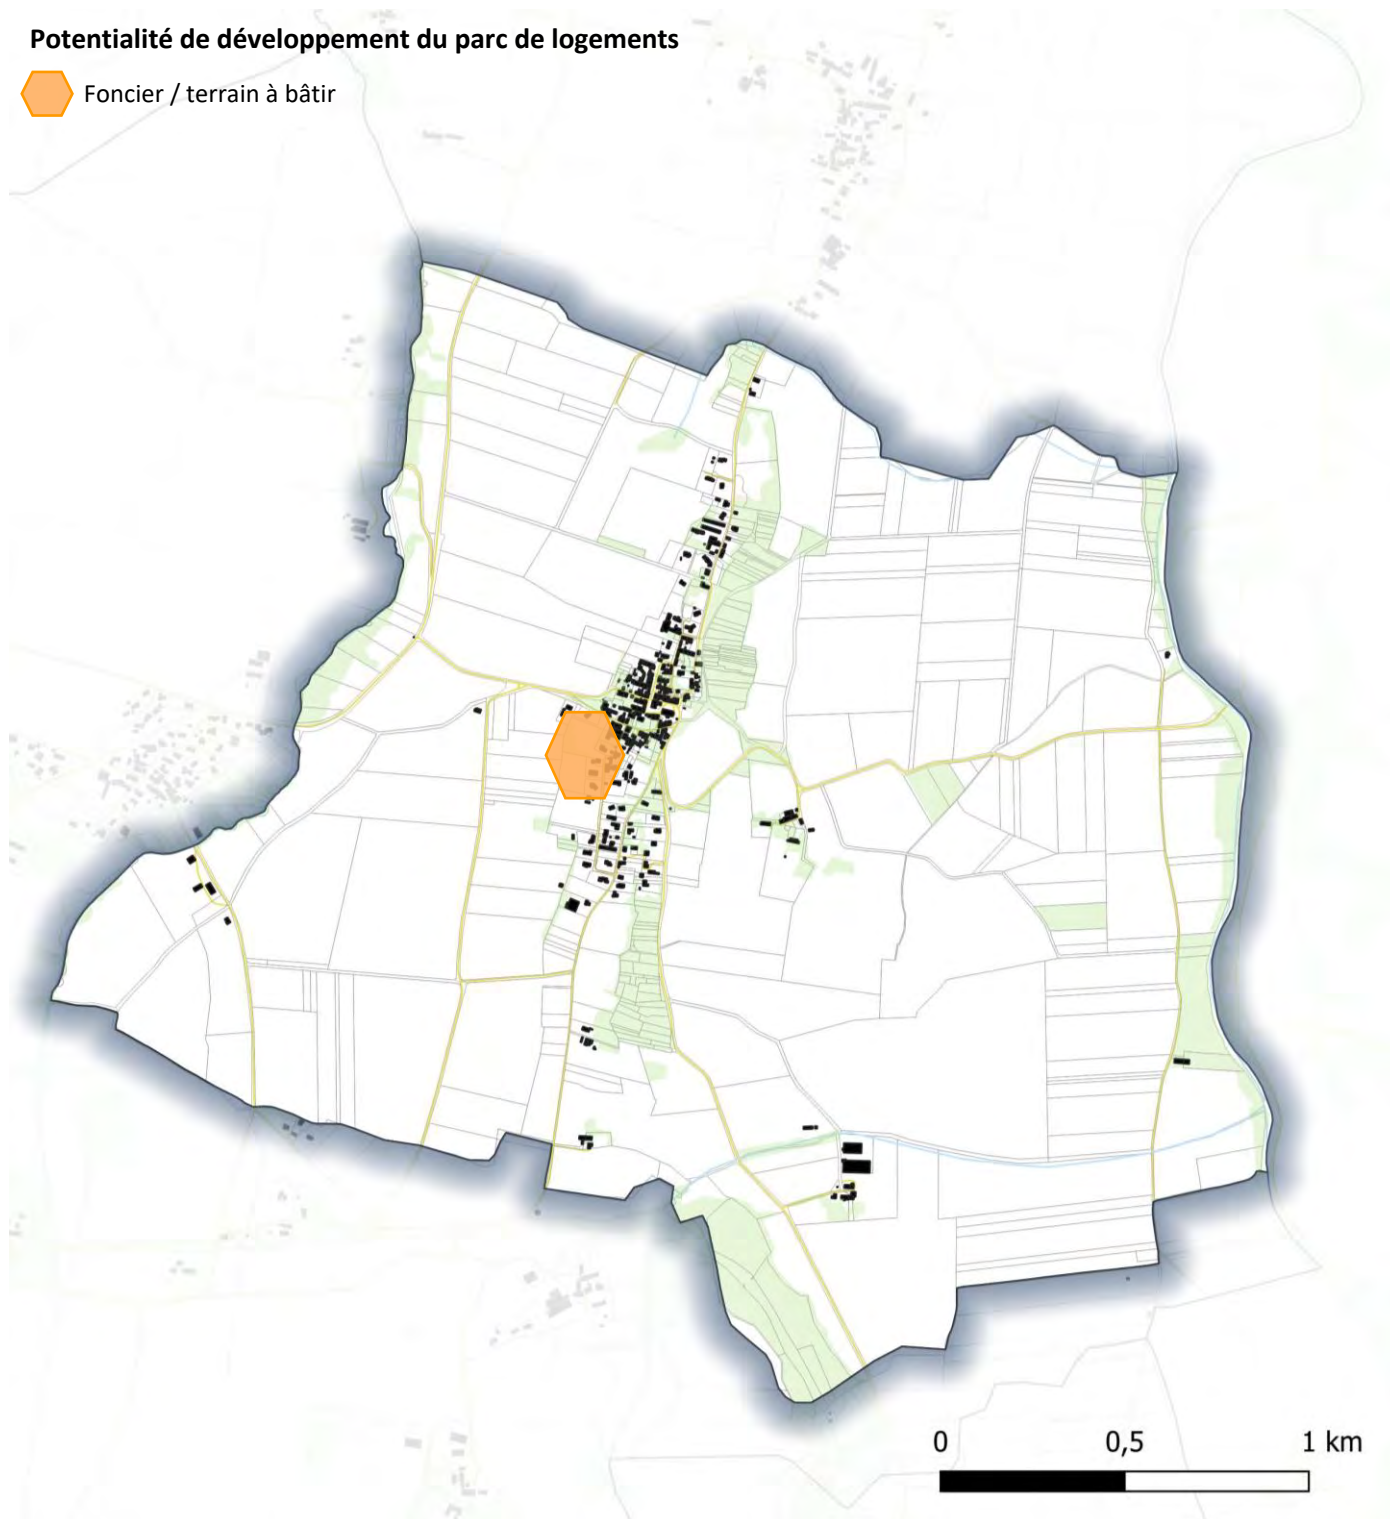 Potentialité de développement du parc de logements
Foncier / terrain à bâtir
0 0,5 1 km